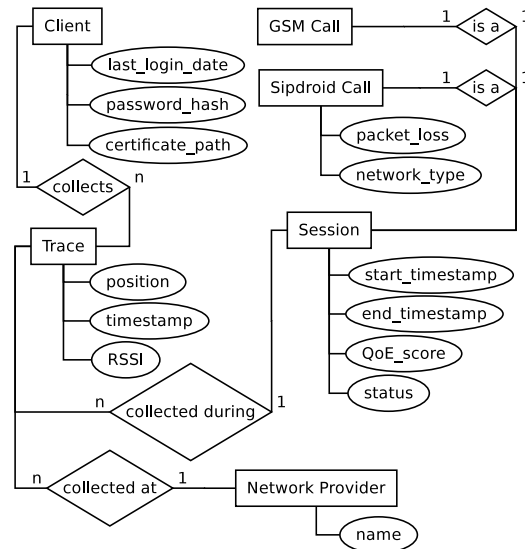 Client
GSM Call
1
is a
1
last_login_date
password_hash
certificate_path
Sipdroid Call
1
is a
1
packet_loss
network_type
1
collects
n
Trace
position
timestamp
RSSI
Session
start_timestamp
end_timestamp
QoE_score
status
n
collected during
1
n
collected at
1
Network Provider
name